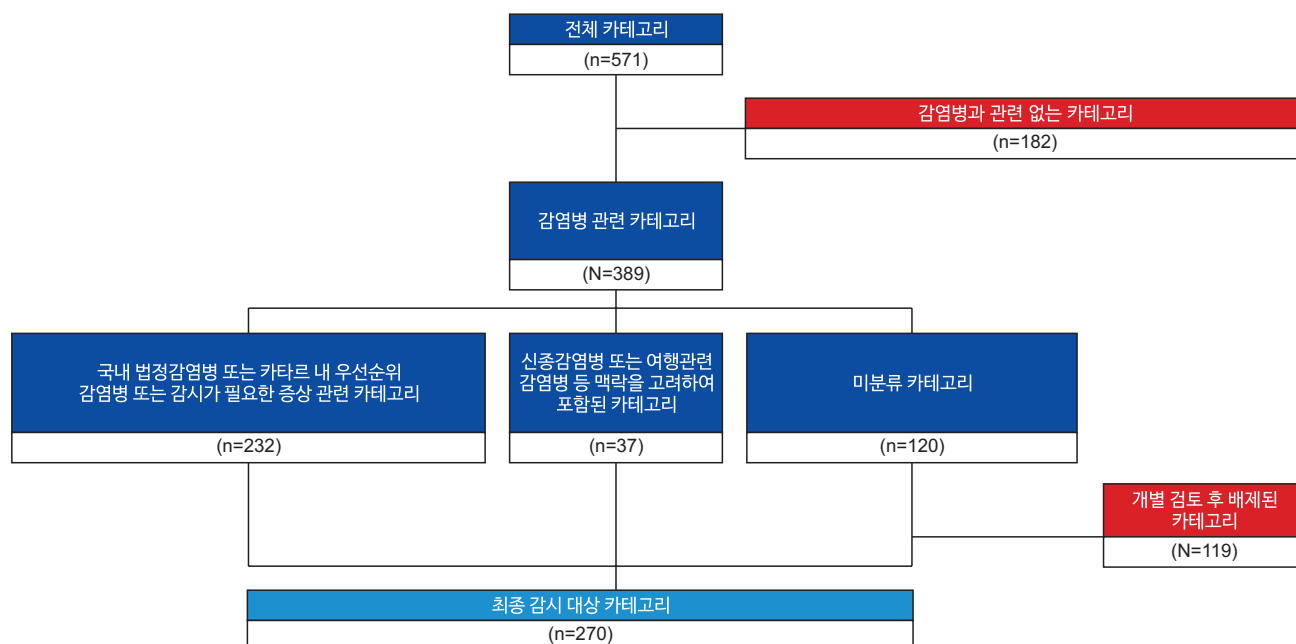 전체 카테고리
(n=571)
감염병과 관련 없는 카테고리
(n=182)
감염병 관련 카테고리
(N=389)
국내 법정감염병 또는 카타르 내 우선순위
감염병 또는 감시가 필요한 증상 관련 카테고리
(n=232)
신종감염병 또는 여행관련
감염병 등 맥락을 고려하여
포함된 카테고리
(n=37)
미분류 카테고리
(n=120)
개별 검토 후 배제된
카테고리
(N=119)
최종 감시 대상 카테고리
(n=270)